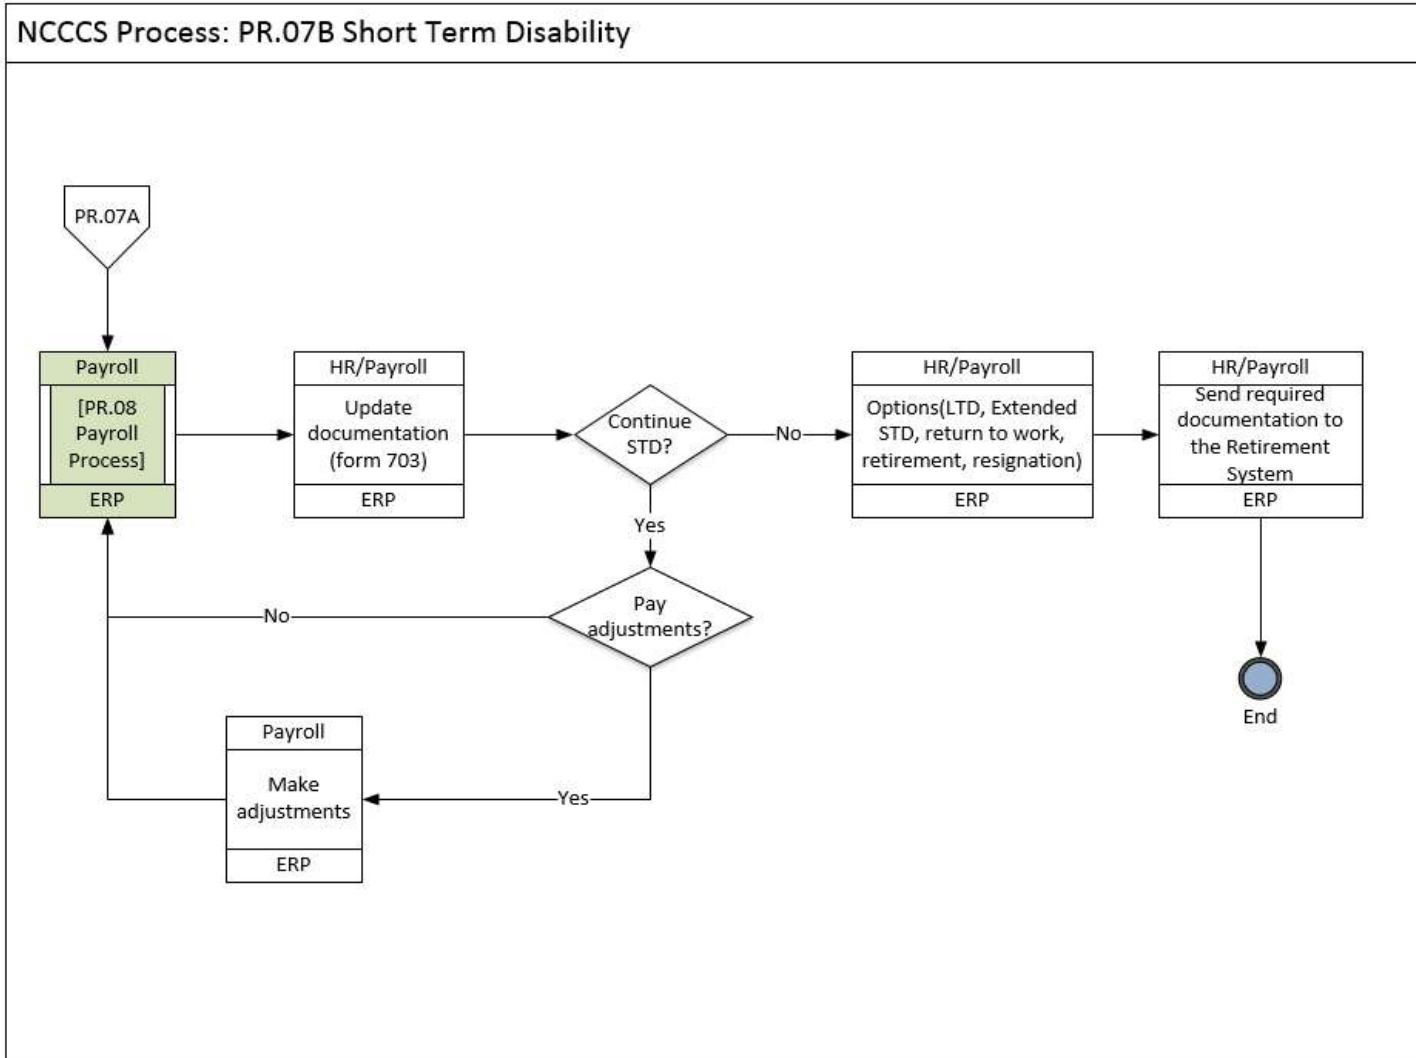 NCCCS Process: PR.07B Short Term Disability
PR.07A
Payroll
[PR.08
Payroll
Process]
ERP
HR/Payroll
Update
documentation
(form 703)
ERP
Continue
STD?
No
HR/Payroll
Options(LTD, Extended
STD, return to work,
retirement, resignation)
ERP
HR/Payroll
Send required
documentation to
the Retirement
System
ERP
Yes
Pay
adjustments?
No
Yes
Payroll
Make
adjustments
ERP
End